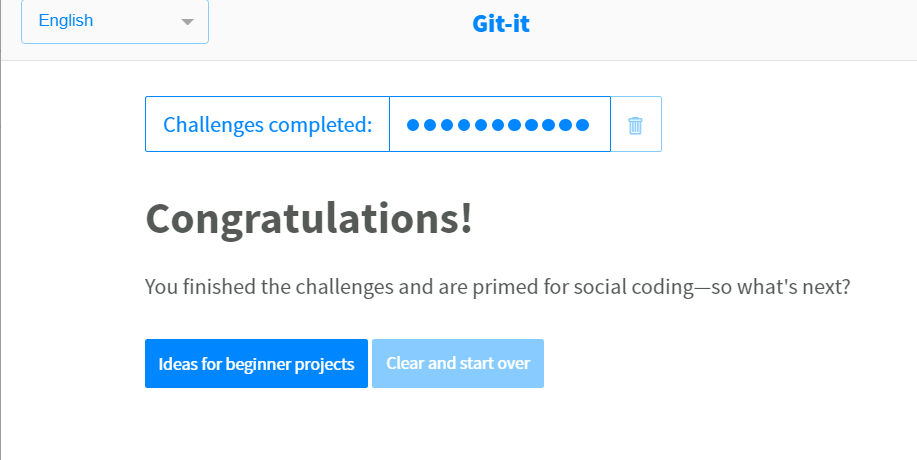 English
Git-it
Challenges completed:
Congratulations!
You finished the challenges and are primed for social coding—so what's next?
Ideas for beginner projects
Clear and start over